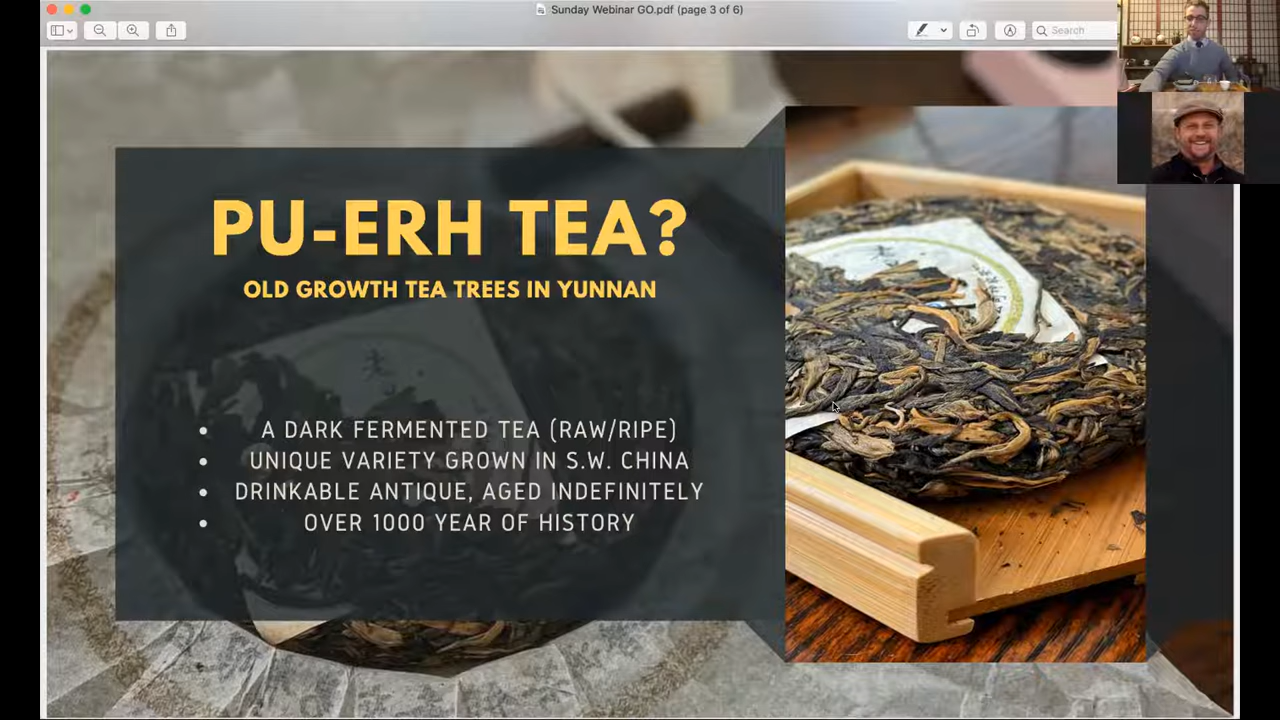 Sunday Webinar GO.pdf (page 3 of 6)
Search
PU-ERH TEA?
OLD GROWTH TEA TREES IN YUNNAN
• A DARK FERMENTED TEA (RAW/RIPE)
• UNIQUE VARIETY GROWN IN S.W. CHINA
• DRINKABLE ANTIQUE, AGED INDEFINITELY
• OVER 1000 YEAR OF HISTORY